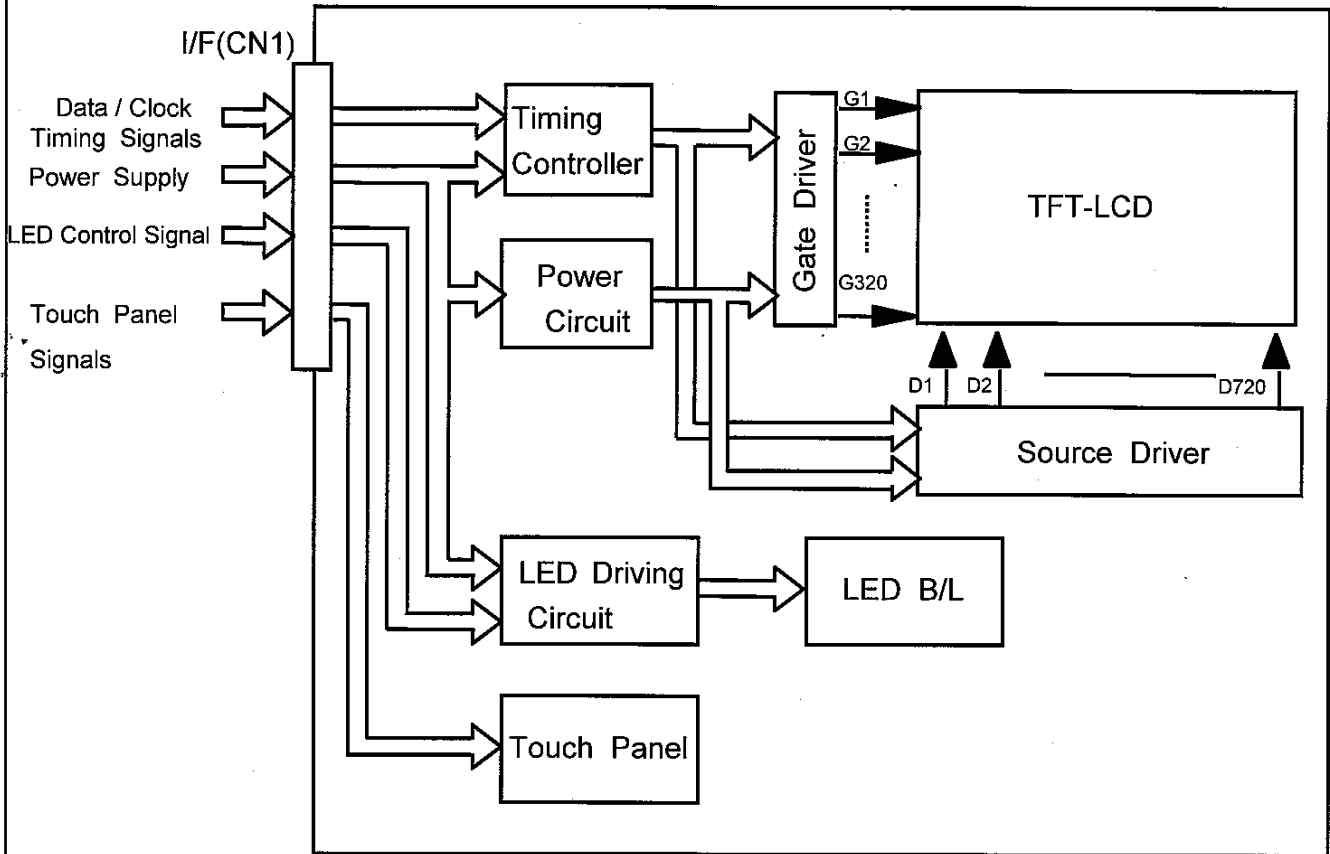 I/F(CN1)
Data / Clock
Timing Signals
Power Supply
LED Control Signal
Touch Panel
Signals
Timing
Controller
Power
Circuit
Gate Driver
G1
G2
G320
TFT-LCD
D1 D2 D720
Source Driver
LED Driving
Circuit
LED B/L
Touch Panel